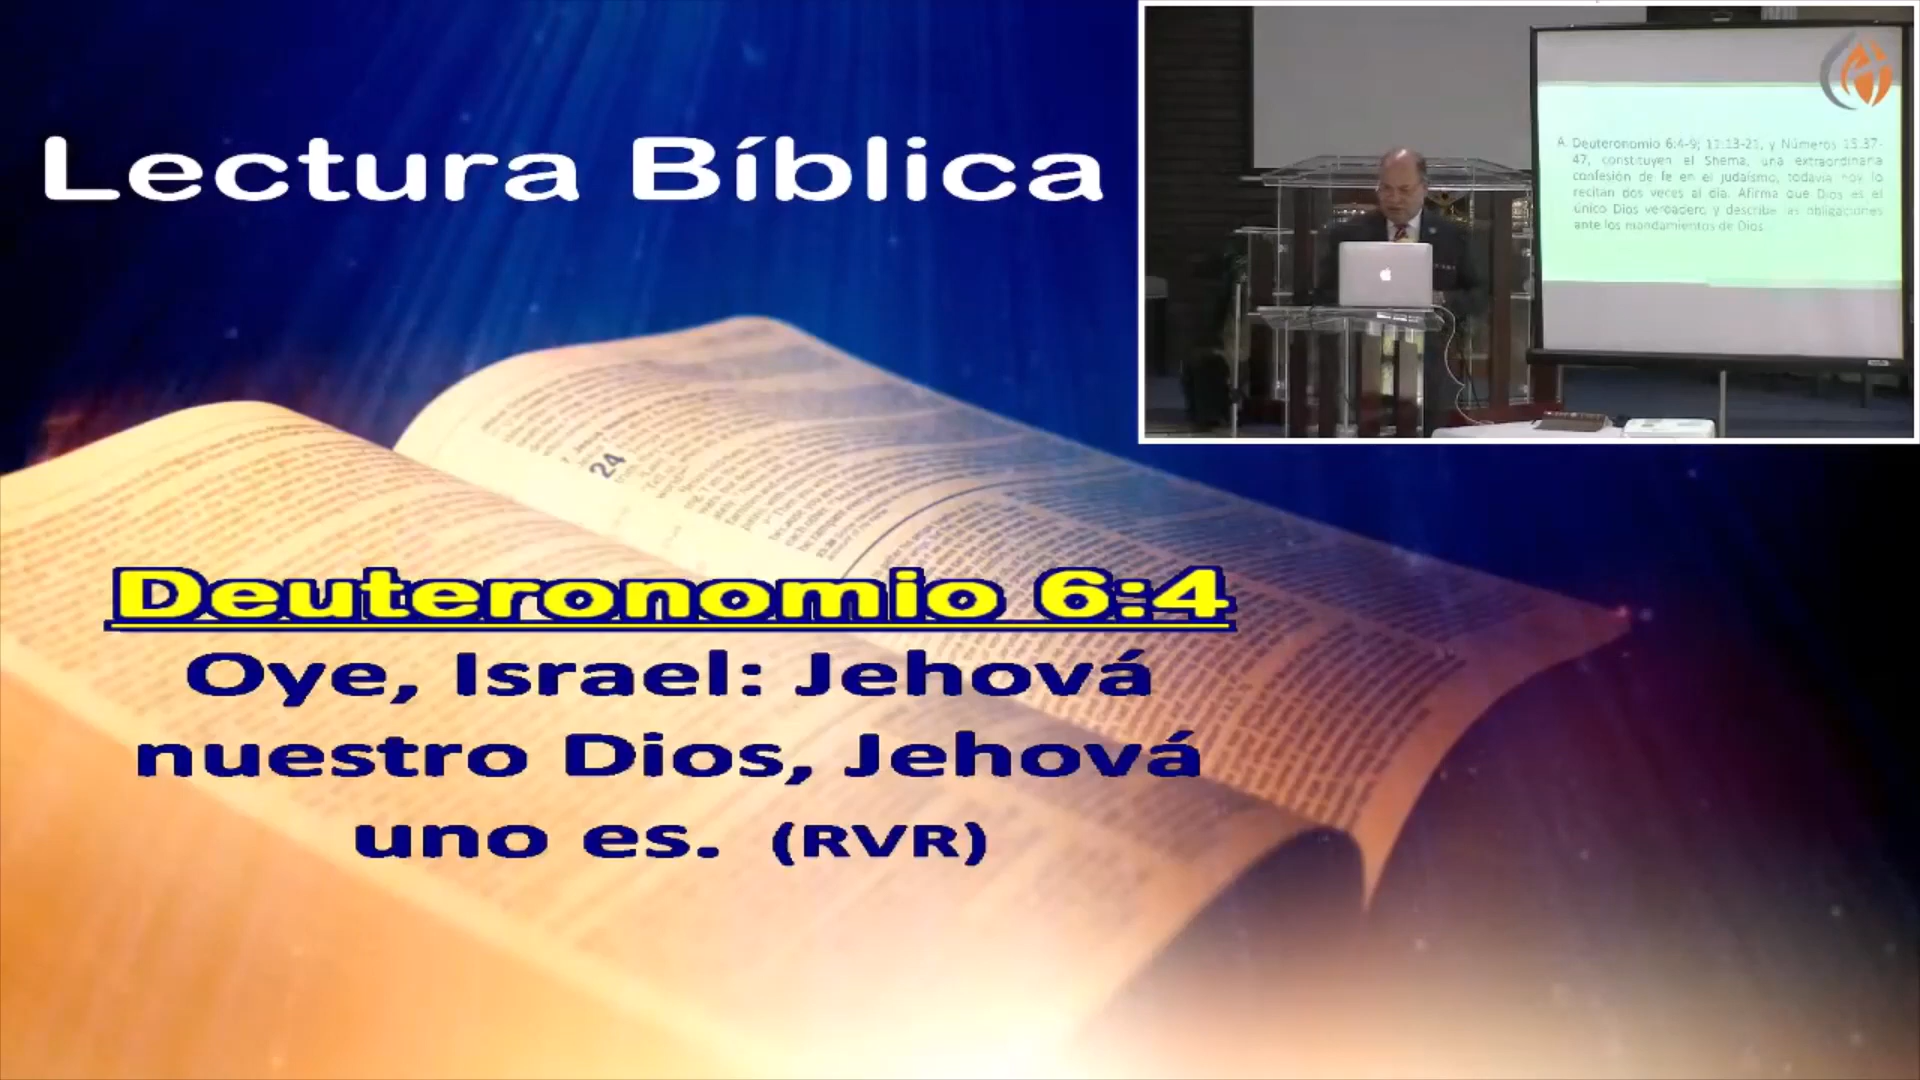 Lectura Bíblica
A. Deuteronomio 6:4-9; 11:13-21, y Números 15.37-
47, constituyen el Shema, una extraordinaria
confesión de fe en el judaísmo, todavía hoy lo
recitan dos veces al día. Afirma que Dios es el
único Dios verdadero y describe las obligaciones
ante los mandamientos de Dios
24
Deuteronomio 6:4
Oye, Israel: Jehová
nuestro Dios, Jehová
uno es. (RVR)